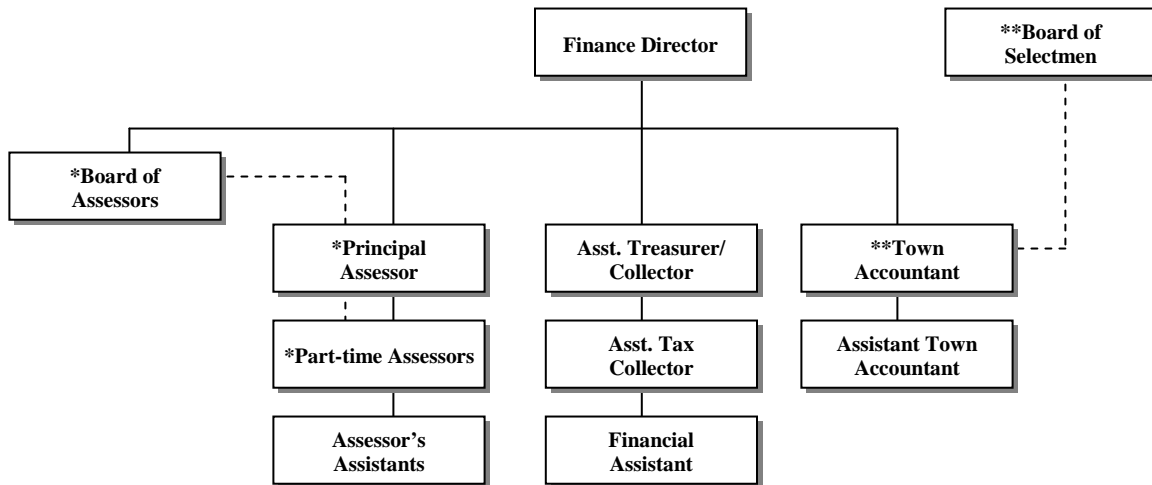 Finance Director
**Board of
Selectmen
*Board of
Assessors
*Principal
Assessor
Asst. Treasurer/
Collector
**Town
Accountant
*Part-time Assessors
Asst. Tax
Collector
Assistant Town
Accountant
Assessor’s
Assistants
Financial
Assistant